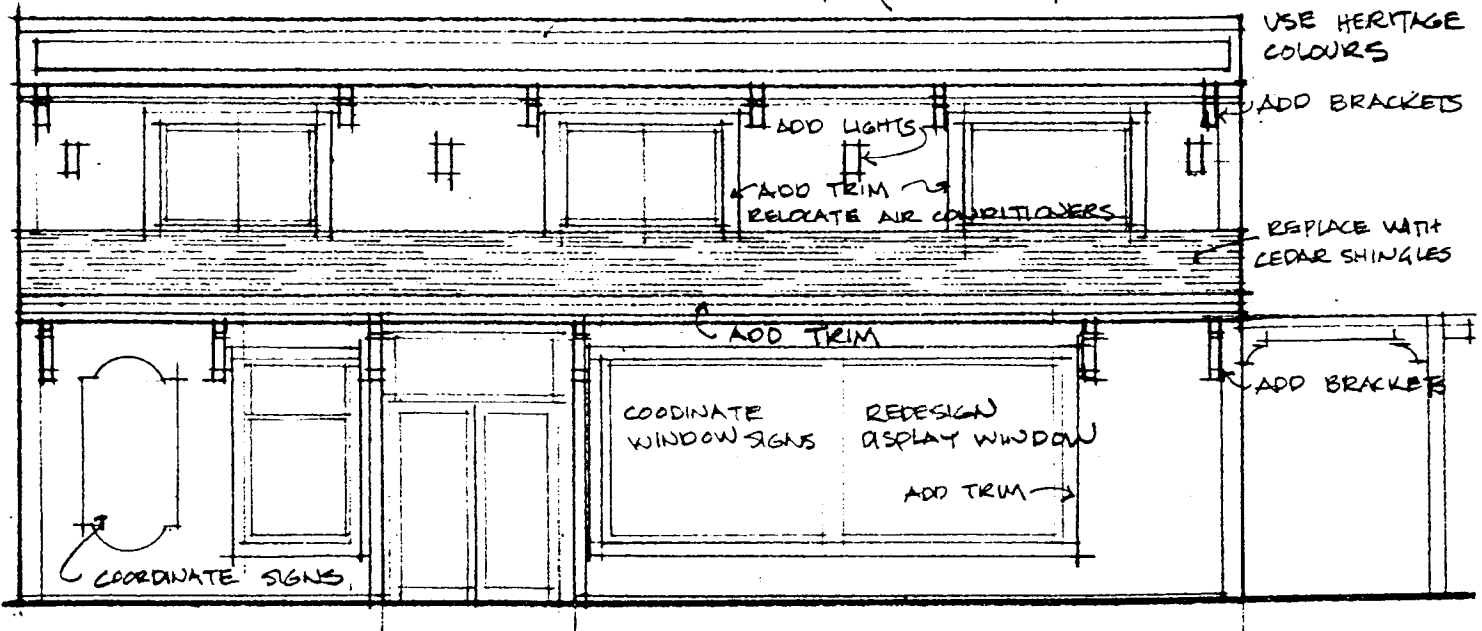 USE HERITAGE
COLOURS
ADD BRACKETS
ADD LIGHTS
ADD TRIM
RELOCATE AIR CONDITIONERS
REPLACE WITH
CEDAR SHINGLES
ADD TRIM
ADD BRACKETS
COODINATE
WINDOW SIGNS
REDESIGN
DISPLAY WINDOW
ADD TRIM
COORDINATE SIGNS